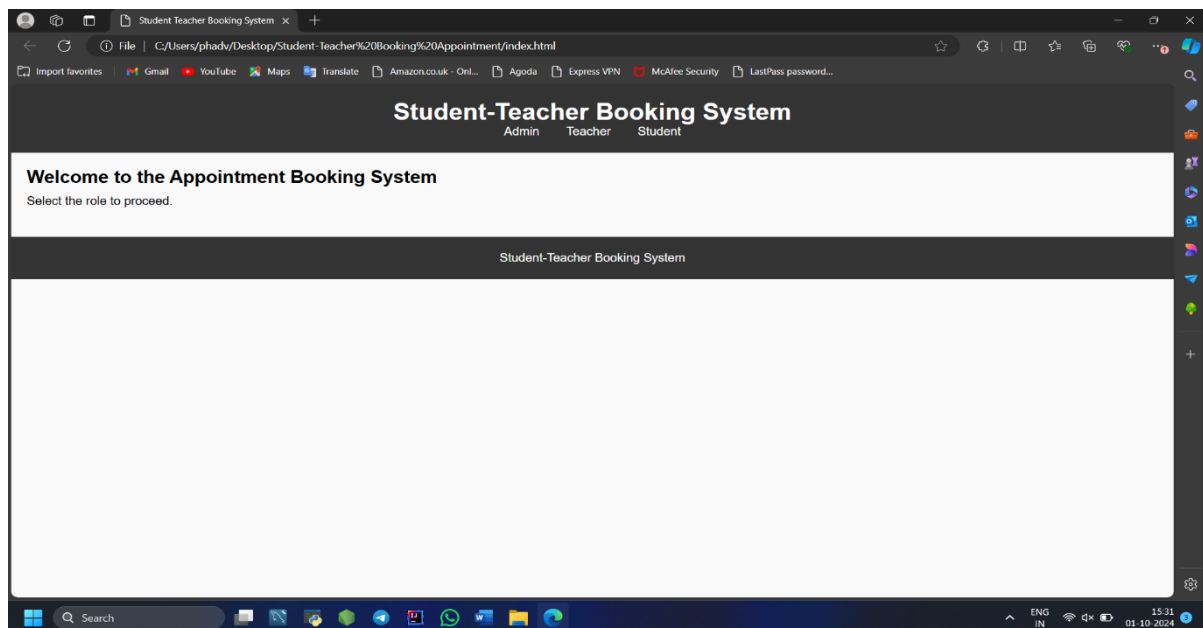 Student Teacher Booking System
File | C:/Users/phadv/Desktop/Student-Teacher%20Booking%20Appointment/index.html
Import favorites Gmail YouTube Maps Translate Amazon.co.uk - Onl... Agoda Express VPN McAfee Security LastPass password...
Student-Teacher Booking System
Admin Teacher Student
Welcome to the Appointment Booking System
Select the role to proceed.
Student-Teacher Booking System
Search
ENG 15:31
IN 01-10-2024 3